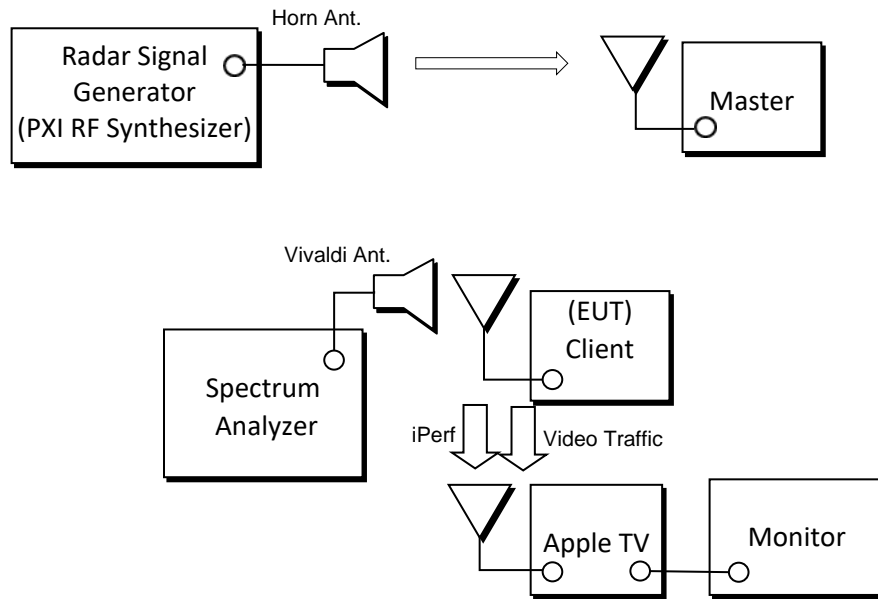 Horn Ant.
Radar Signal
Generator
(PXI RF Synthesizer)
Master
Vivaldi Ant.
(EUT)
Client
Spectrum
Analyzer
iPerf
Video Traffic
Apple TV
Monitor